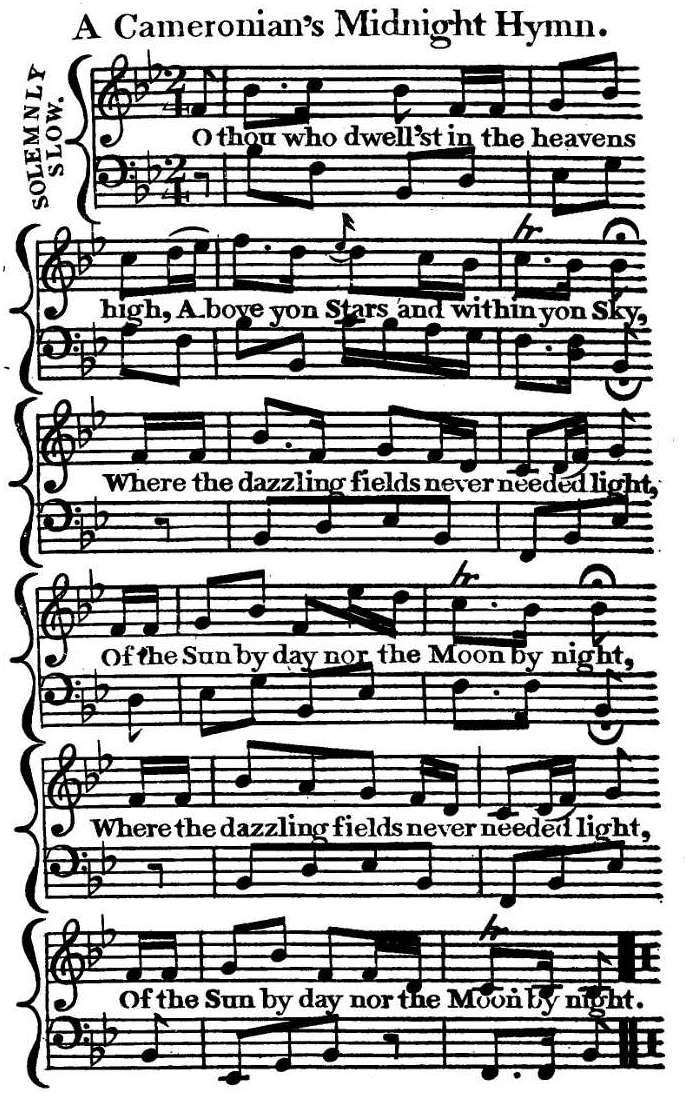 A Cameronian's Midnight Hymn.
SOLEMNLY
SLOW.
O thou who dwell'st in the heavens
high, A bove yon Stars and within yon Sky,
Where the dazzling fields never needed light,
Of the Sun by day nor the Moon by night,
Where the dazzling fields never needed light,
Of the Sun by day nor the Moon by night.